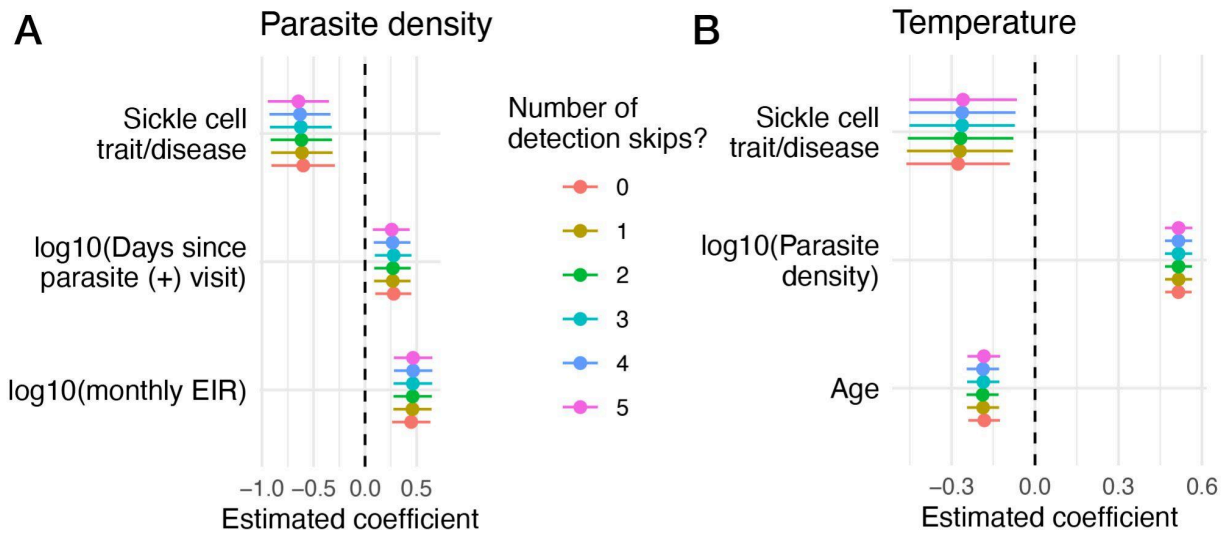 A
Parasite density
Sickle cell
trait/disease
log10(Days since
parasite (+) visit)
log10(monthly EIR)
−1.0 −0.5 0.0 0.5
Estimated coefficient
Number of
detection skips?
0
1
2
3
4
5
B
Temperature
Sickle cell
trait/disease
log10(Parasite
density)
Age
−0.3 0.0 0.3 0.6
Estimated coefficient